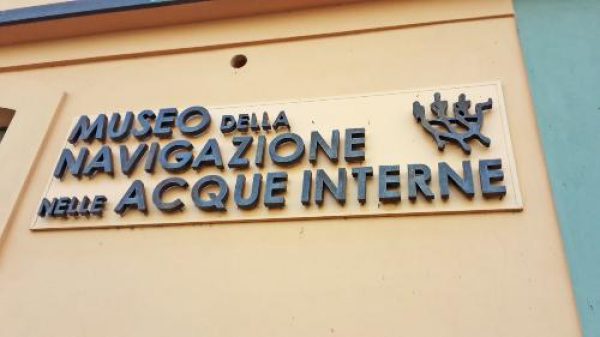 MUSEO DELLA
NAVIGAZIONE
NELLE ACQUE INTERNE